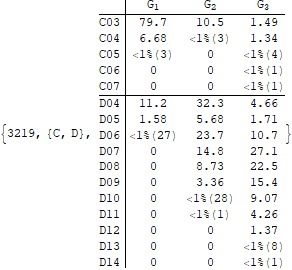 G1 G2 G3
C03 79.7 10.5 1.49
C04 6.68 <1%(3) 1.34
C05 <1%(3) 0 <1%(4)
C06 0 0 <1%(1)
C07 0 0 <1%(1)
D04 11.2 32.3 4.66
D05 1.58 5.68 1.71
{3219, {C, D}, D06 <1%(27) 23.7 10.7 }
D07 0 14.8 27.1
D08 0 8.73 22.5
D09 0 3.36 15.4
D10 0 <1%(28) 9.07
D11 0 <1%(1) 4.26
D12 0 0 1.37
D13 0 0 <1%(8)
D14 0 0 <1%(1)